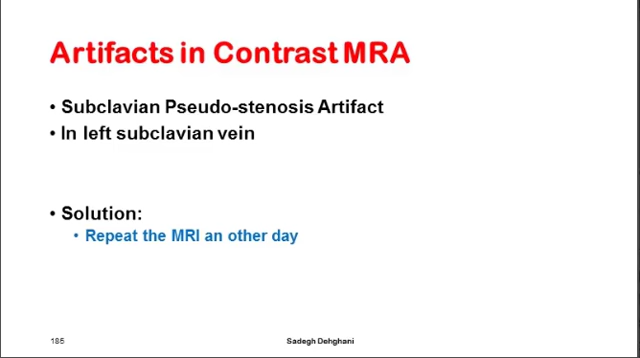 Artifacts in Contrast MRA
• Subclavian Pseudo-stenosis Artifact
• In left subclavian vein
• Solution:
• Repeat the MRI an other day
185
Sadegh Dehghani